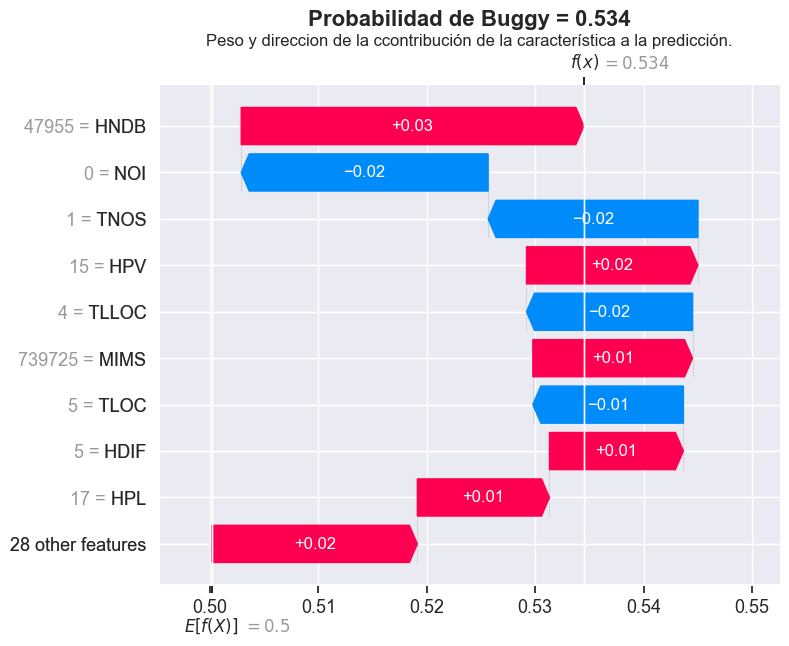 Probabilidad de Buggy = 0.534
Peso y direccion de la ccontribución de la característica a la predicción.
f(x) = 0.534
47955 = HNDB
+0.03
0 = NOI
−0.02
1 = TNOS
−0.02
15 = HPV
+0.02
4 = TLLOC
−0.02
739725 = MIMS
+0.01
5 = TLOC
−0.01
5 = HDIF
+0.01
17 = HPL
+0.01
28 other features
+0.02
0.50 0.51 0.52 0.53 0.54 0.55
E[f(X)] = 0.5